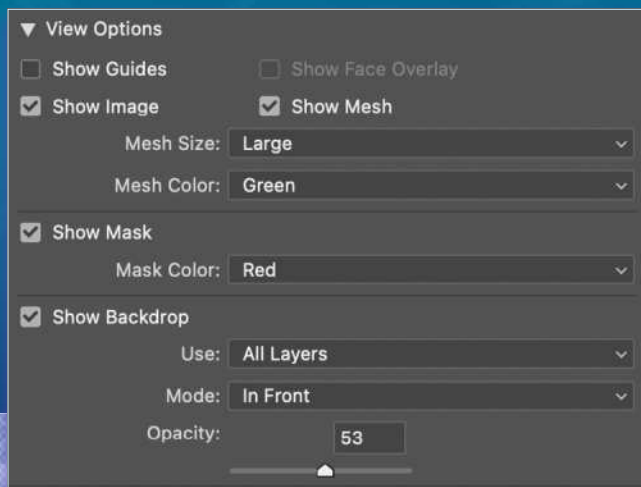 View Options
Show Guides Show Face Overlay
Show Image Show Mesh
Mesh Size: Large
Mesh Color: Green
Show Mask
Mask Color: Red
Show Backdrop
Use: All Layers
Mode: In Front
Opacity: 53